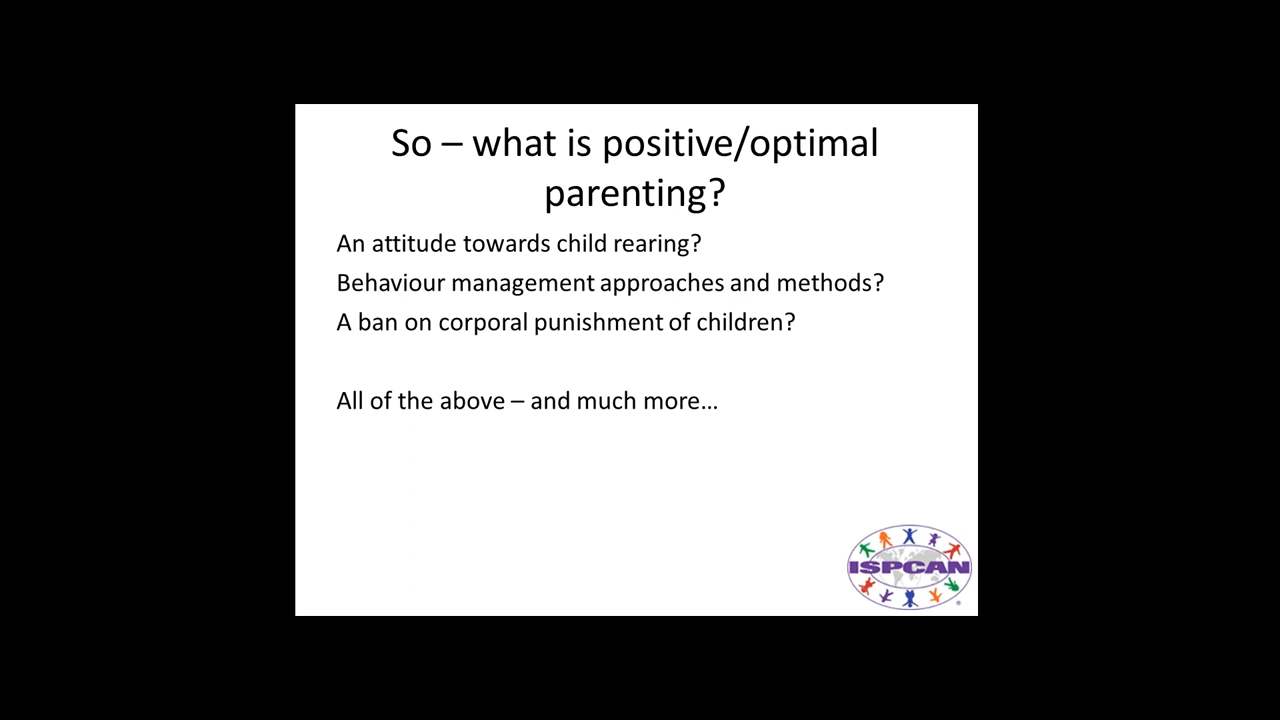 So – what is positive/optimal
parenting?
An attitude towards child rearing?
Behaviour management approaches and methods?
A ban on corporal punishment of children?
All of the above – and much more…
ISPCAN
®